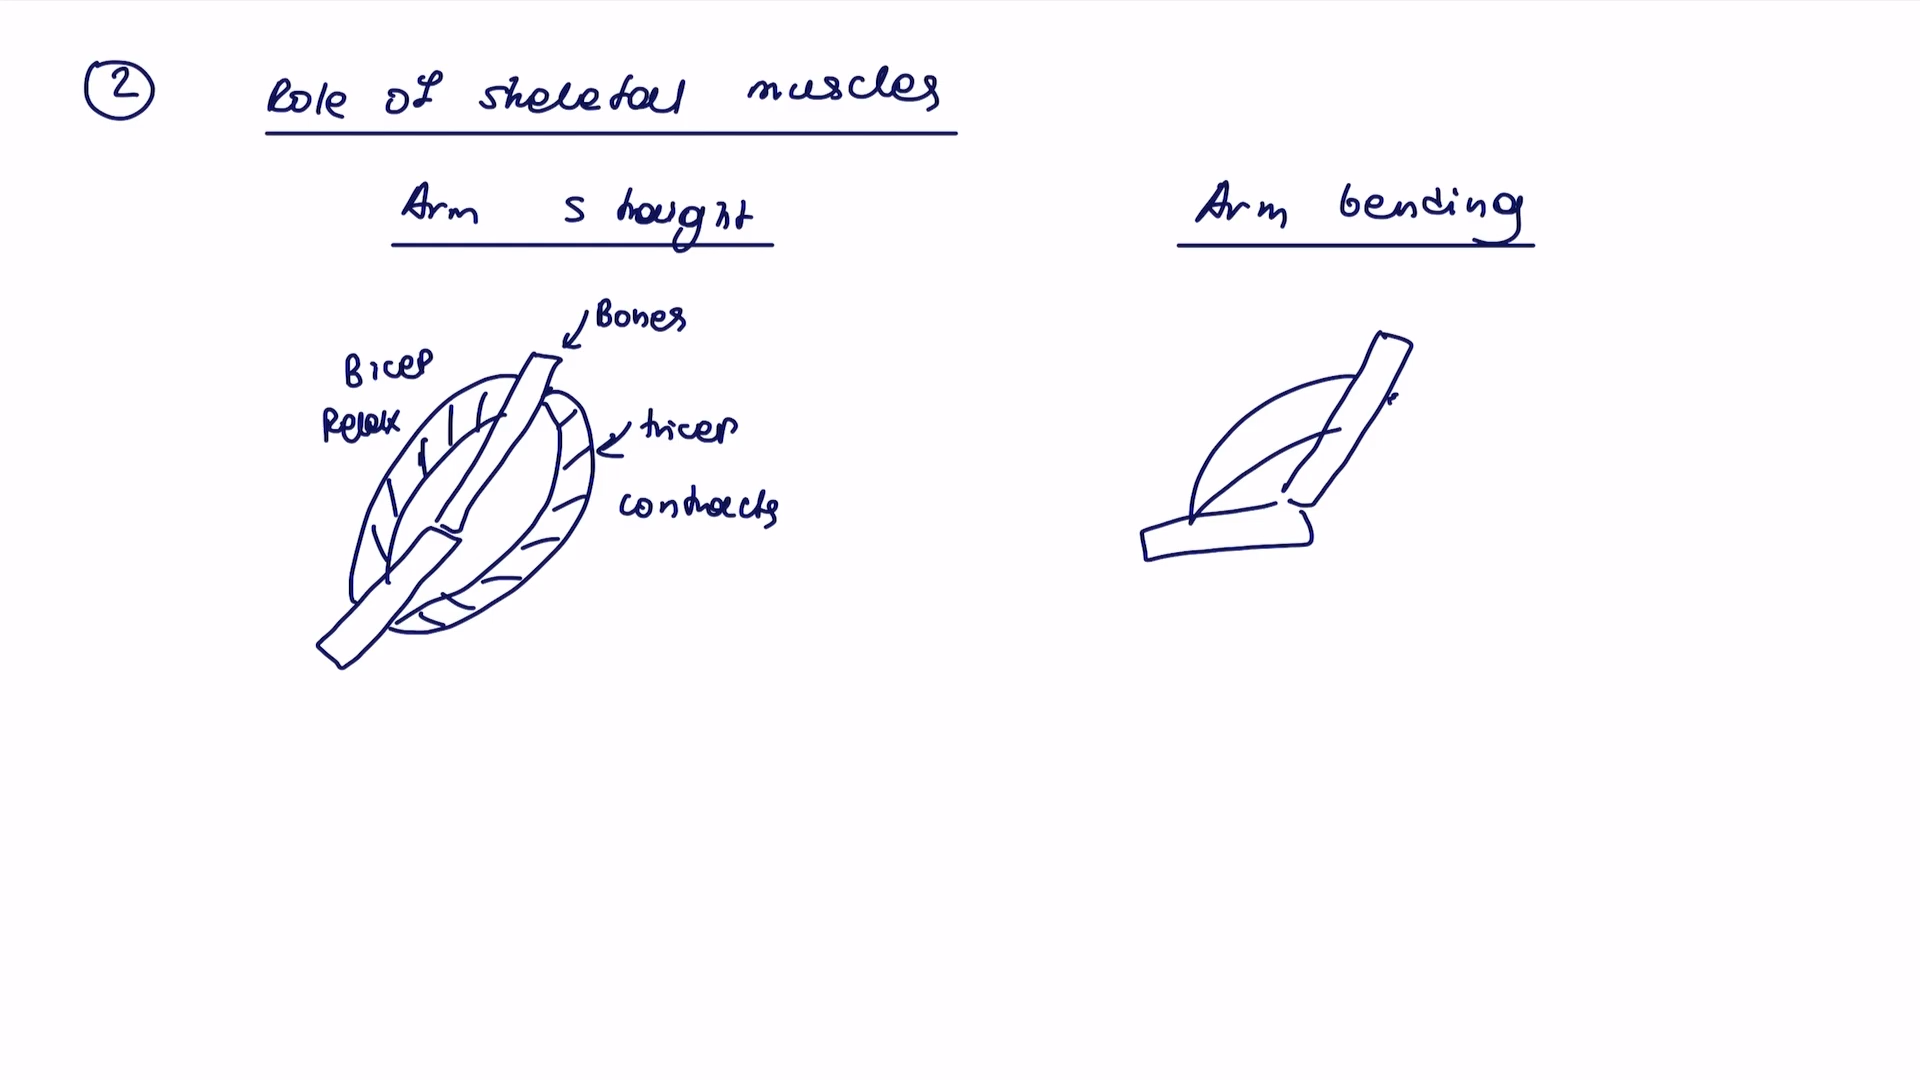 2 Role of skeletal muscles
Arm straight
Arm bending
Bones
Bicep
Relax
tricep
contracts